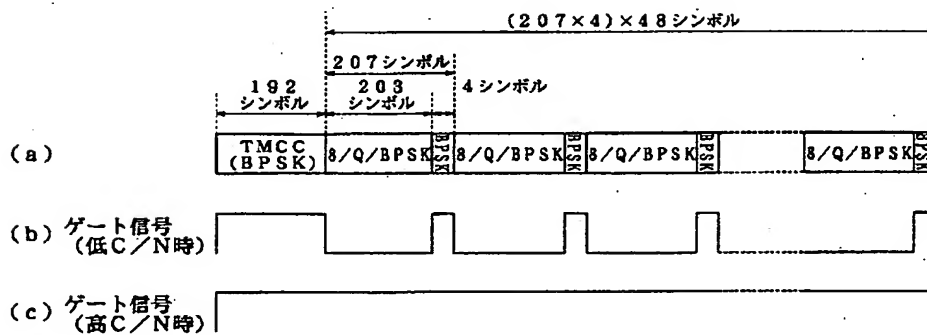 (207×4)×48シンボル
207シンボル
192
シンボル
203
シンボル
4シンボル
(a)
TMCC
(BPSK)
8/Q/BPSK
BPSK
8/Q/BPSK
BPSK
8/Q/BPSK
BPSK
8/Q/BPSK
BPSK
(b)
ゲート信号
(低C/N時)
(c)
ゲート信号
(高C/N時)